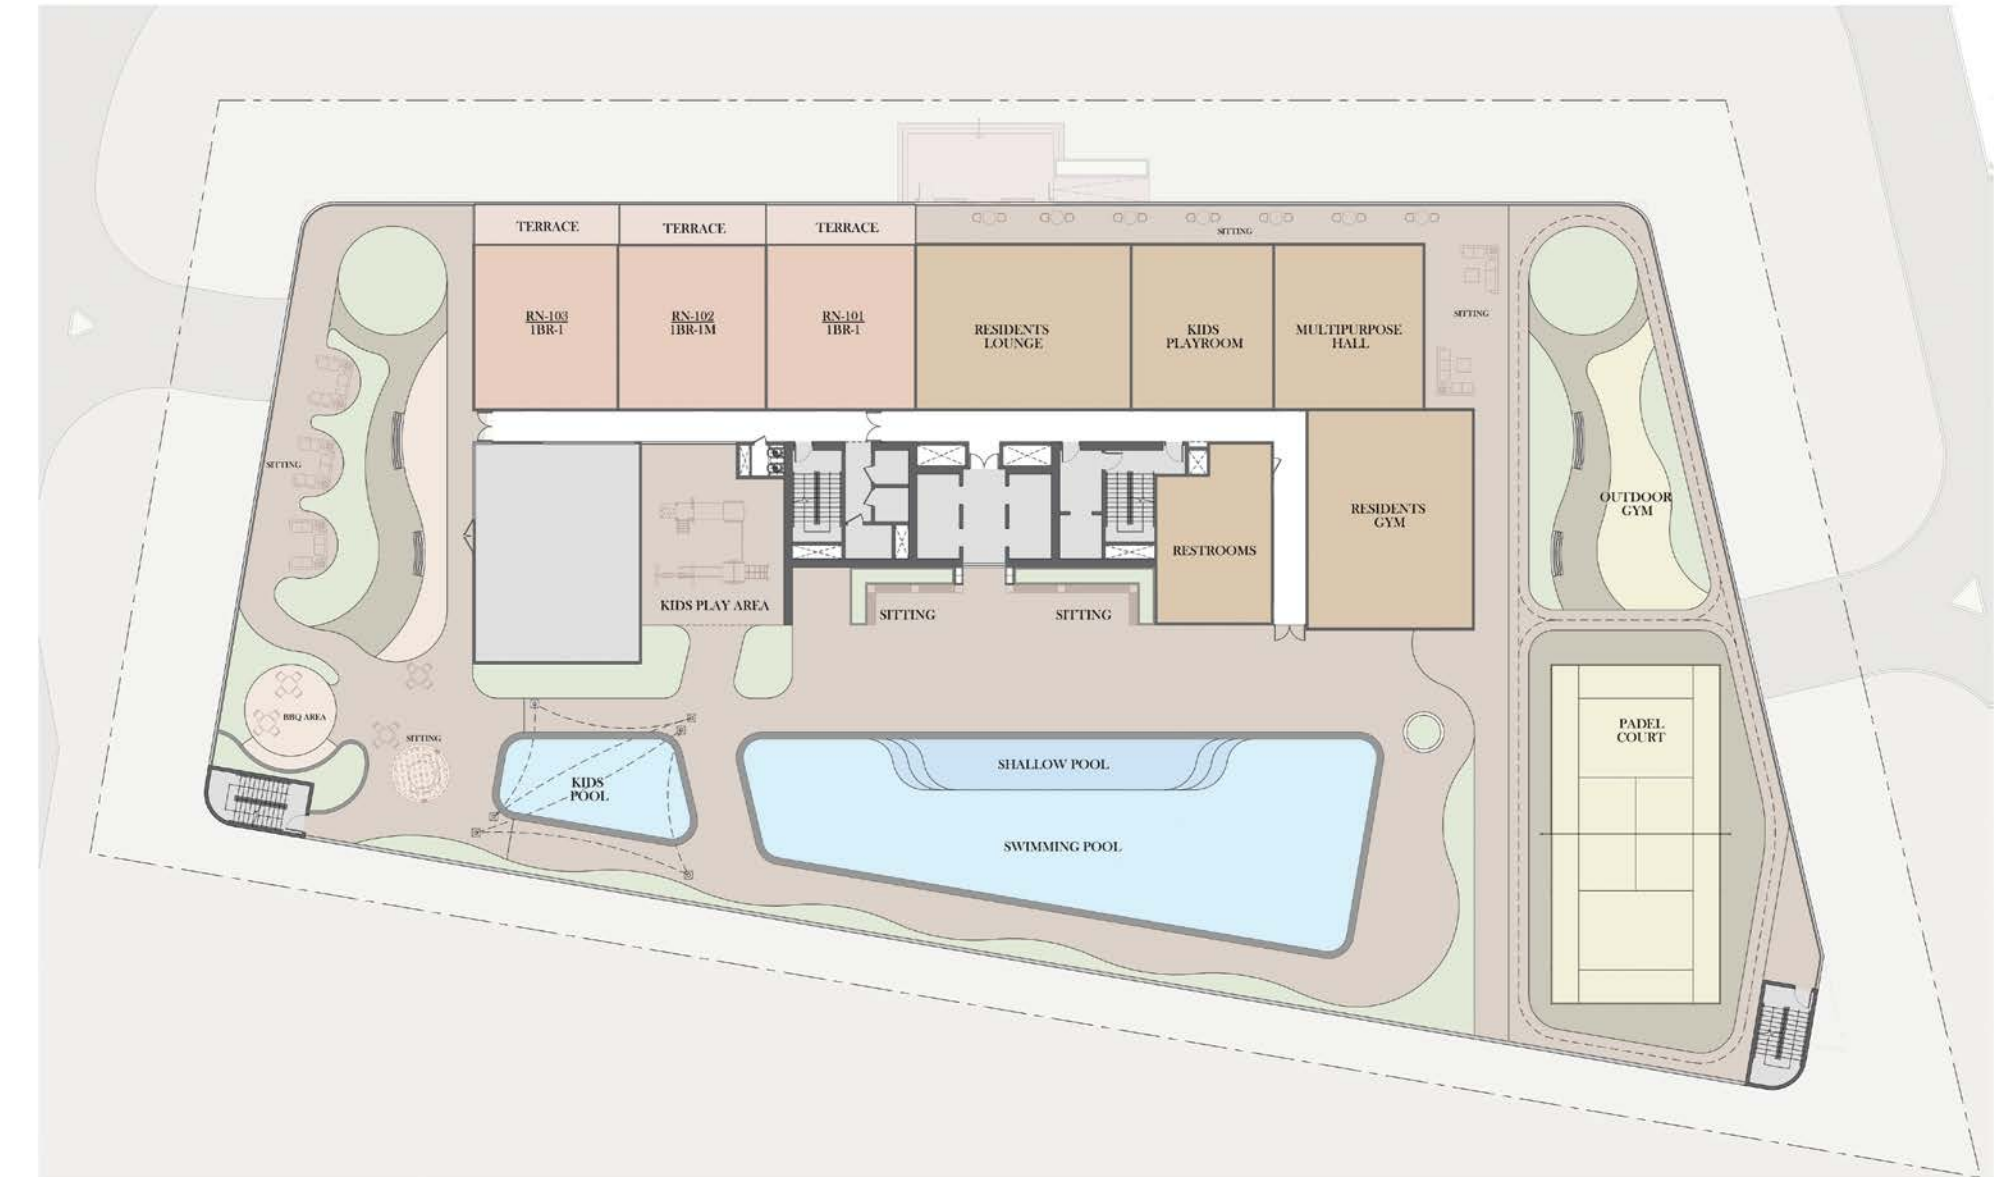 TERRACE
TERRACE
TERRACE
SITTING
RN-103
1BR-1
RN-102
1BR-1M
RN-101
1BR-1
RESIDENTS
LOUNGE
KIDS
PLAYROOM
MULTIPURPOSE
HALL
SITTING
SITTING
OUTDOOR
GYM
RESIDENTS
GYM
RESTROOMS
KIDS PLAY AREA
SITTING
SITTING
BBQ AREA
SITTING
PADEL
COURT
KIDS
POOL
SHALLOW POOL
SWIMMING POOL